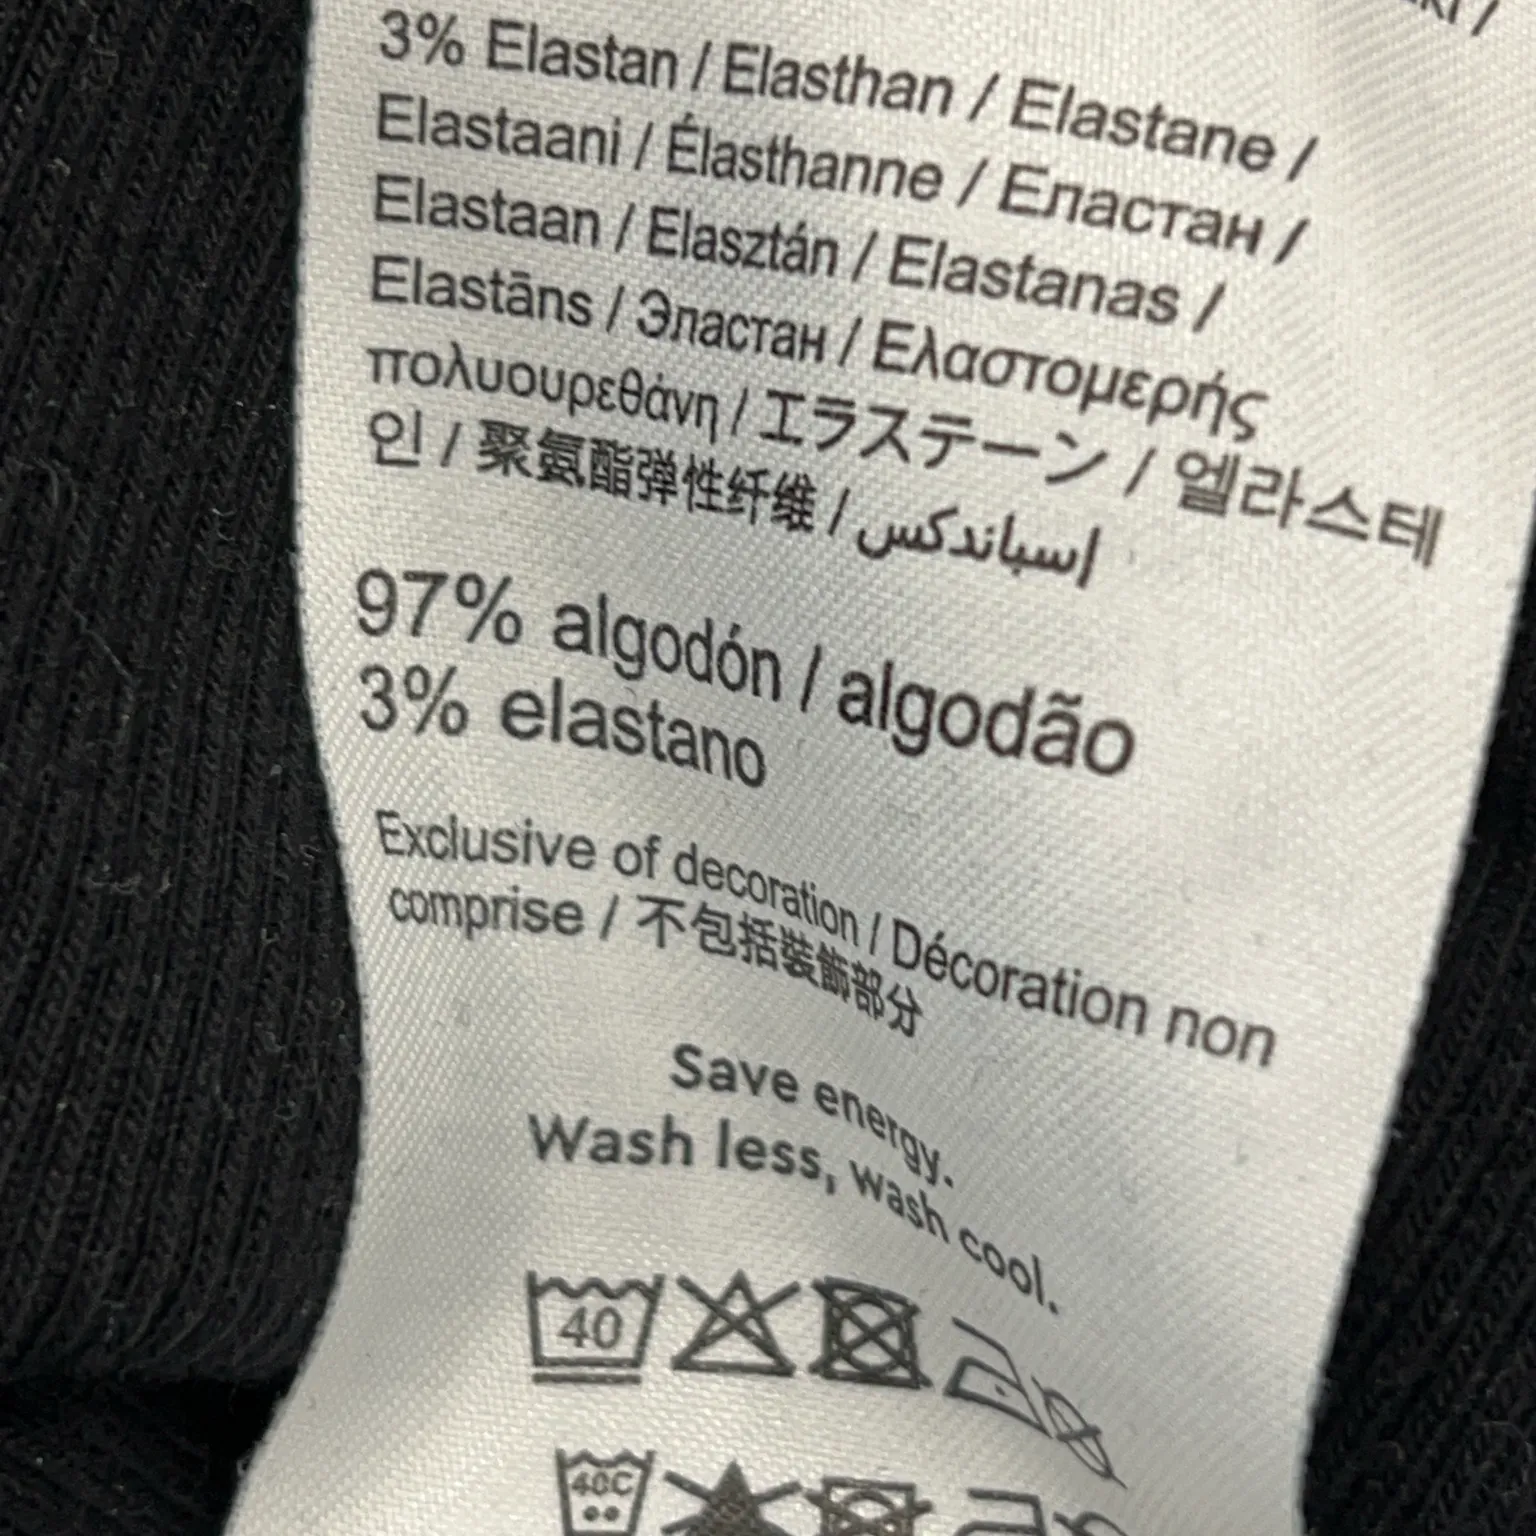 3% Elastan / Elasthan / Elastane /
Elastaani / Élasthanne / Еластан /
Elastaan / Elasztán / Elastanas /
Elastāns / Эластан / Ελαστομερής
πολυουρεθάνη / エラステーン / 엘라스테
인 / 聚氨酯弹性纤维 / إسباندكس
97% algodón / algodão
3% elastano
Exclusive of decoration / Décoration non
comprise / 不包括裝飾部分
Save energy.
Wash less, wash cool.
40
40C